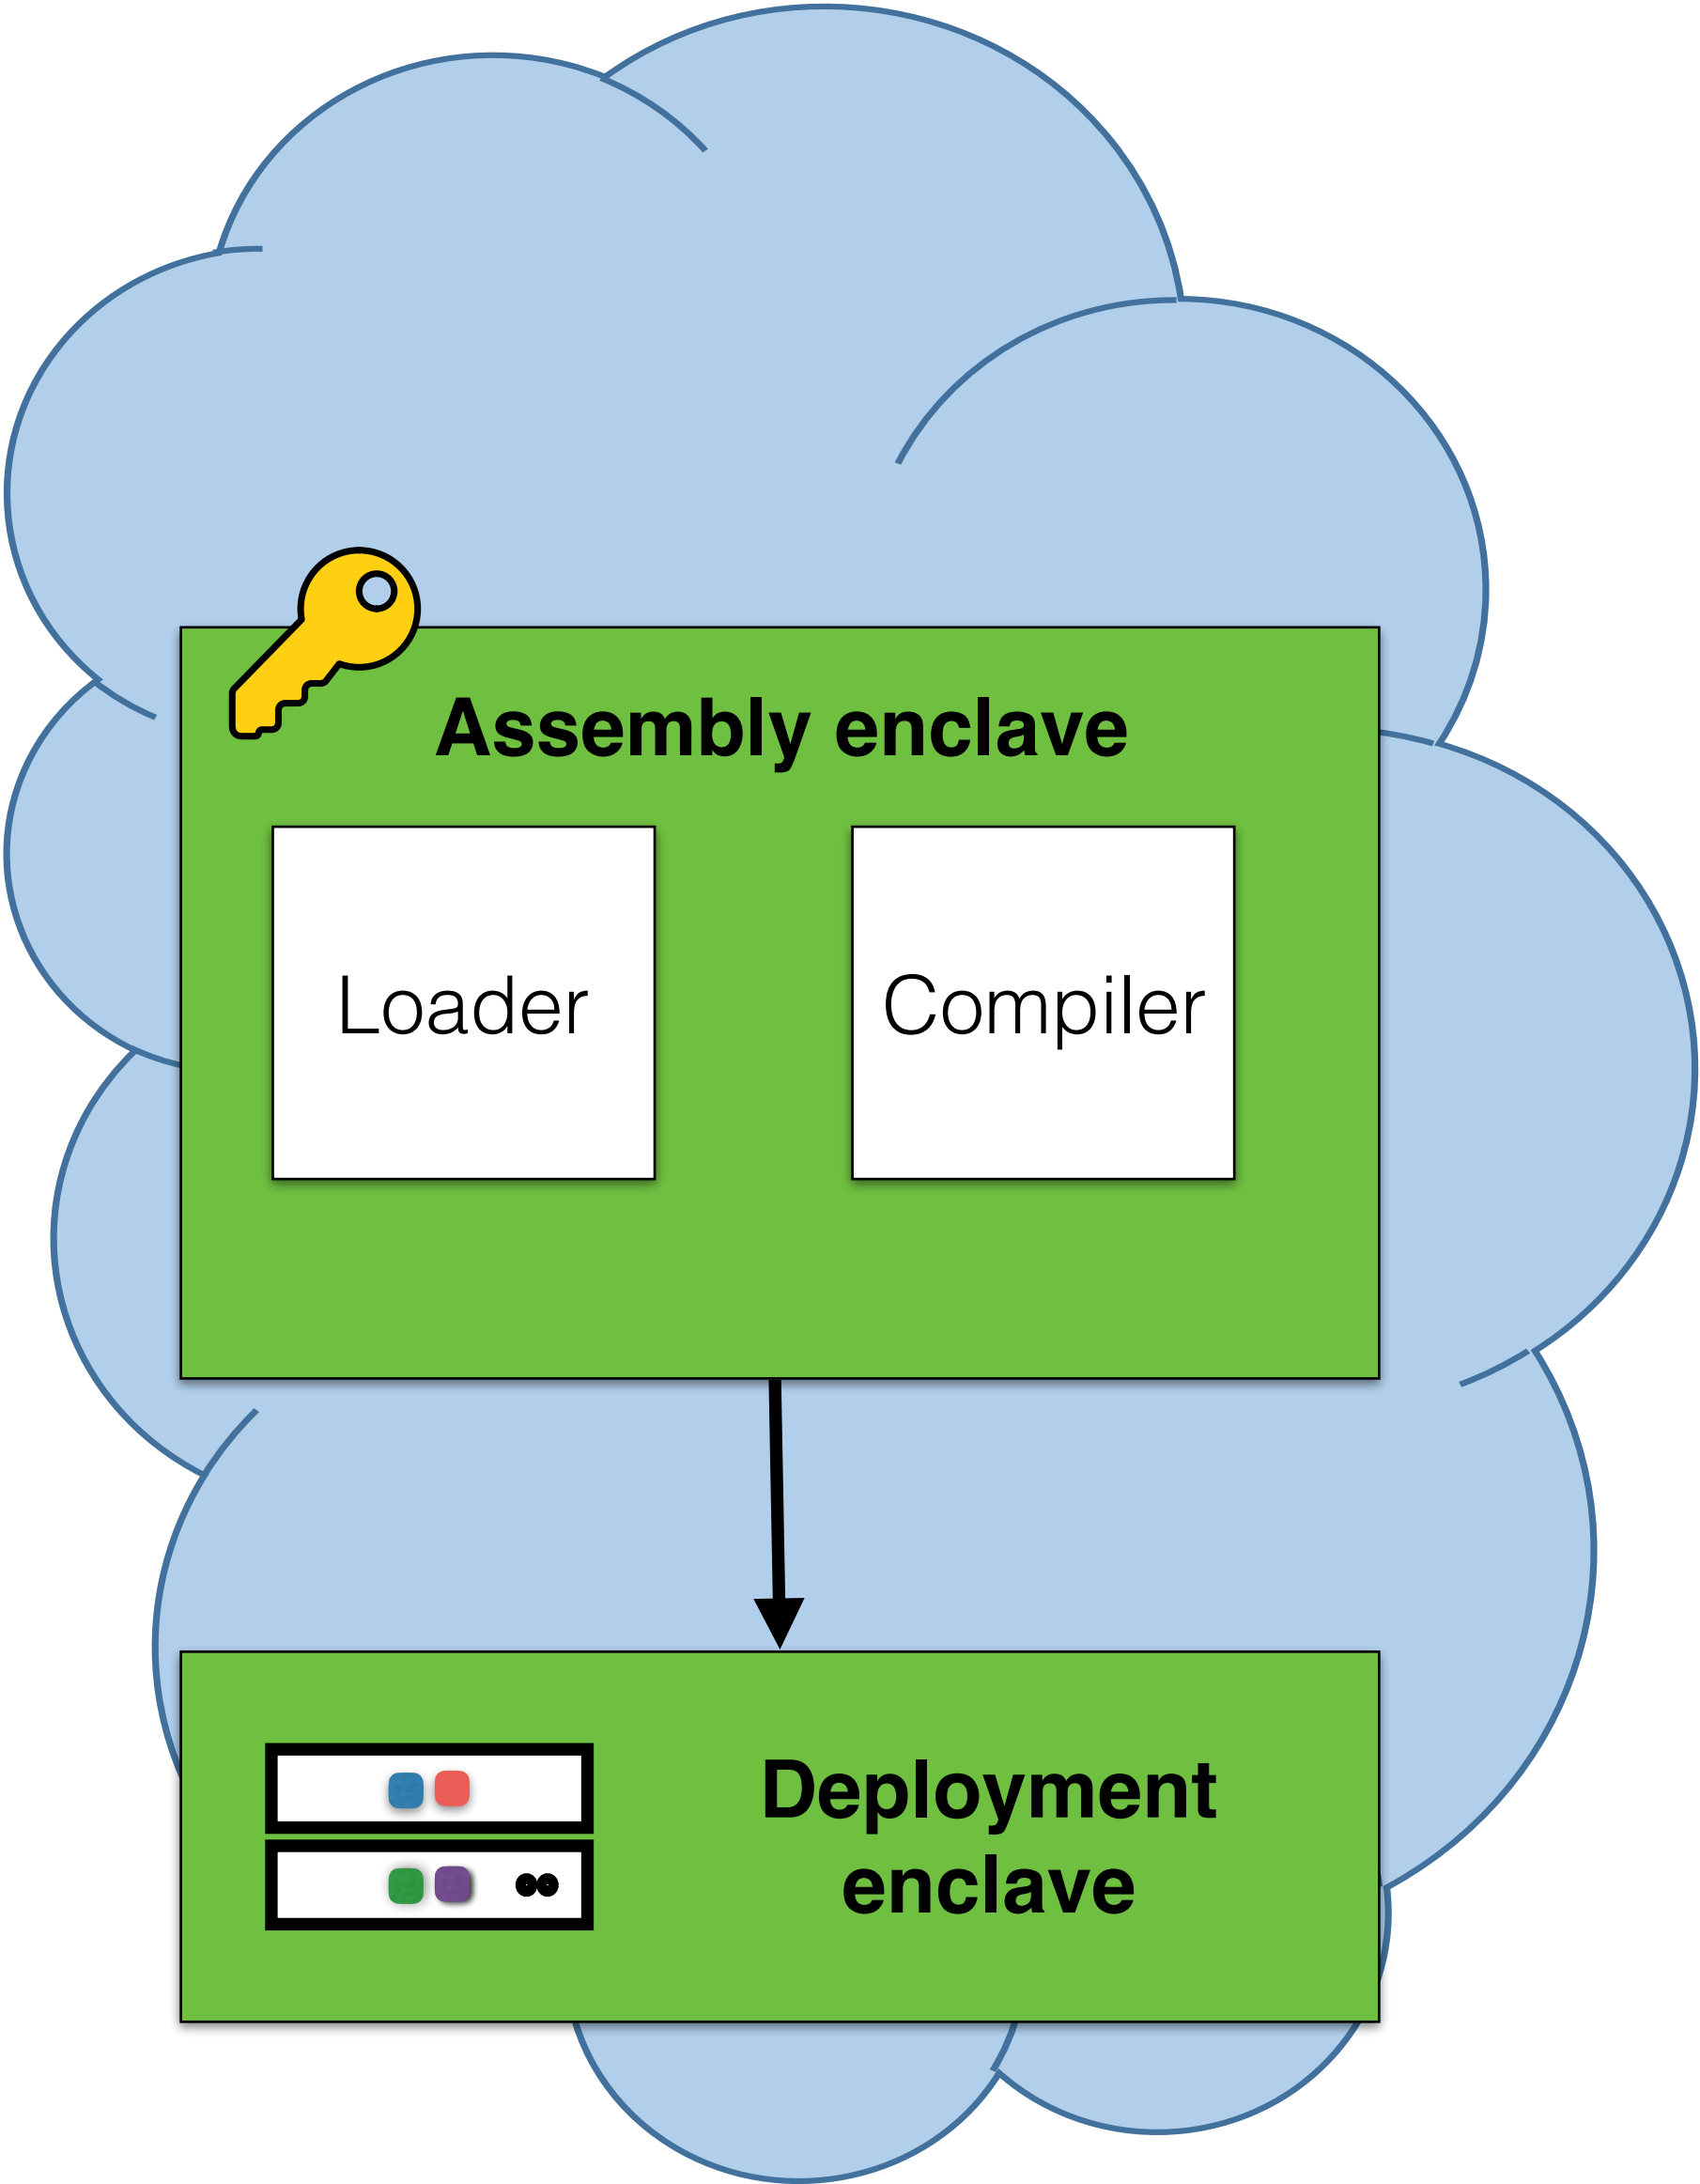 Assembly enclave
Loader
Compiler
Deployment
enclave